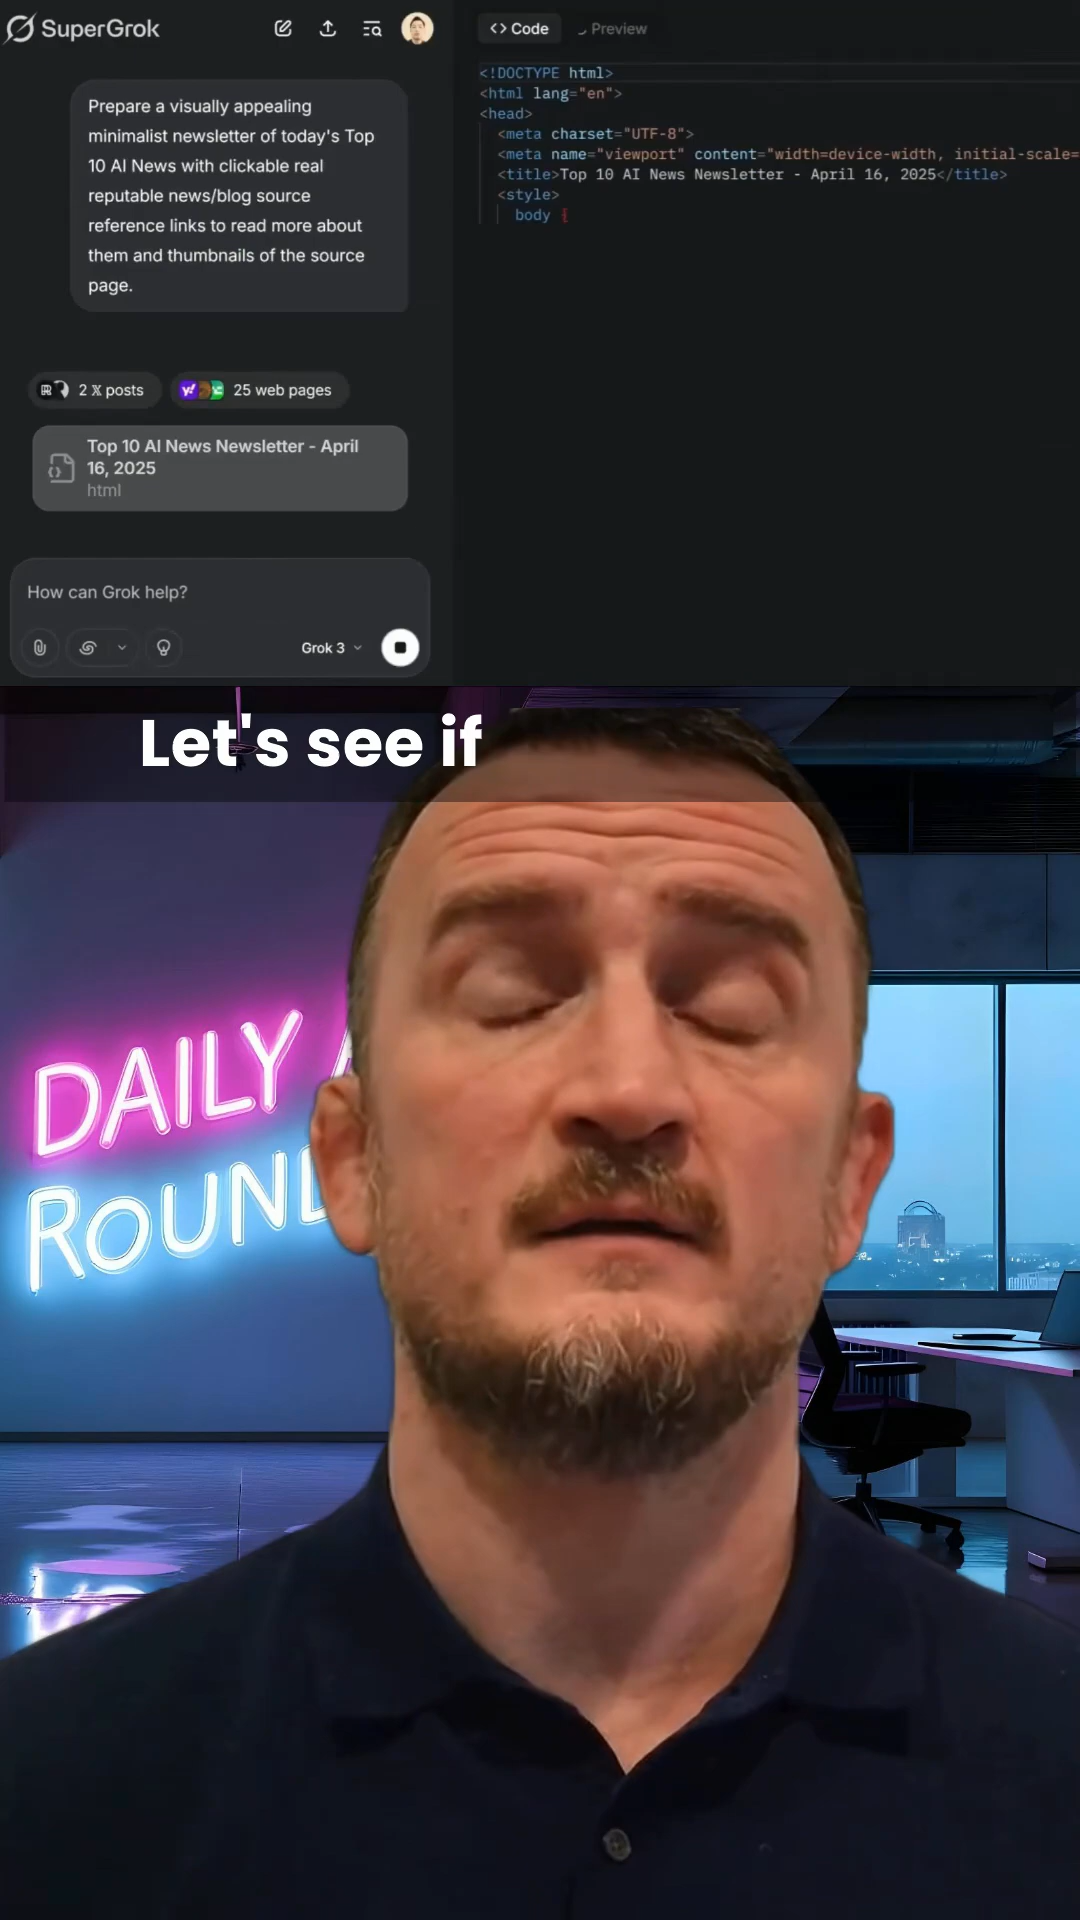 SuperGrok
Prepare a visually appealing
minimalist newsletter of today's Top
10 AI News with clickable real
reputable news/blog source
reference links to read more about
them and thumbnails of the source
page.
2 𝕏 posts
25 web pages
Top 10 AI News Newsletter - April
16, 2025
html
How can Grok help?
Grok 3
<> Code
Preview
<!DOCTYPE html>
<html lang="en">
<head>
<meta charset="UTF-8">
<meta name="viewport" content="width=device-width, initial-scale=
<title>Top 10 AI News Newsletter - April 16, 2025</title>
<style>
body {
Let's see if
DAILY A
ROUND